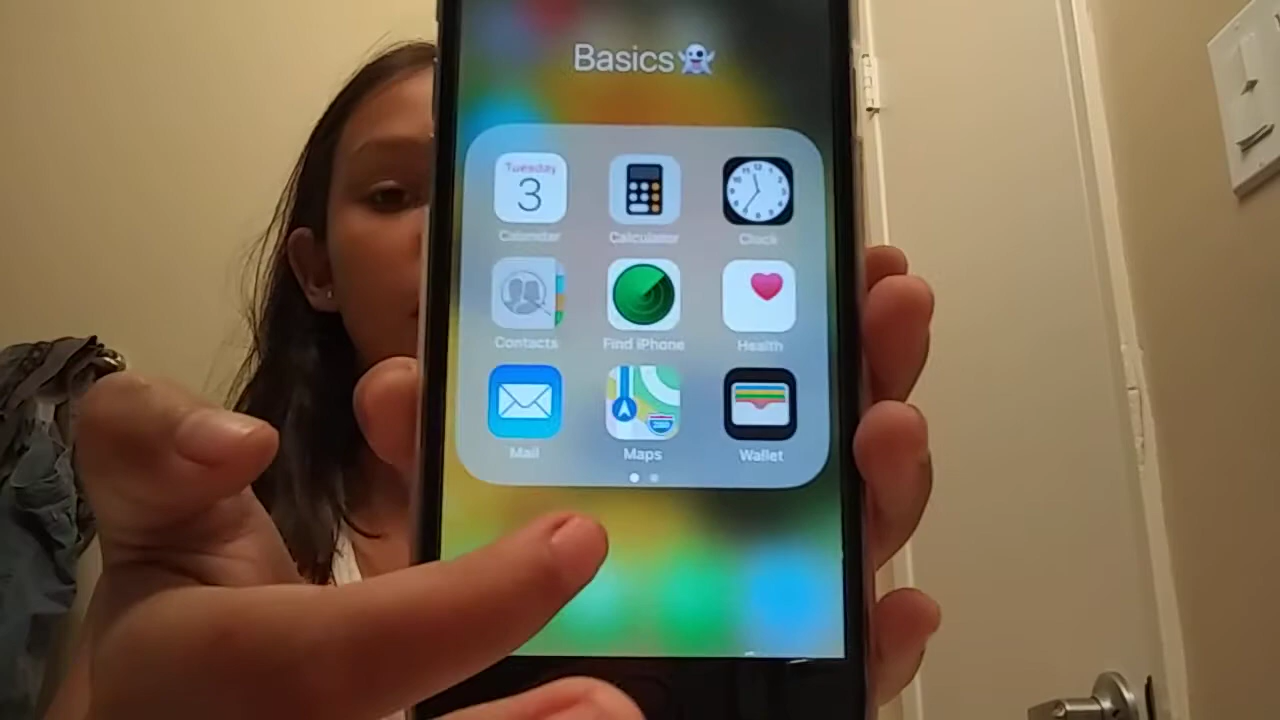 Basics👻
Tuesday
3
Calendar
Calculator
Clock
Contacts
Find iPhone
Health
Mail
Maps
Wallet